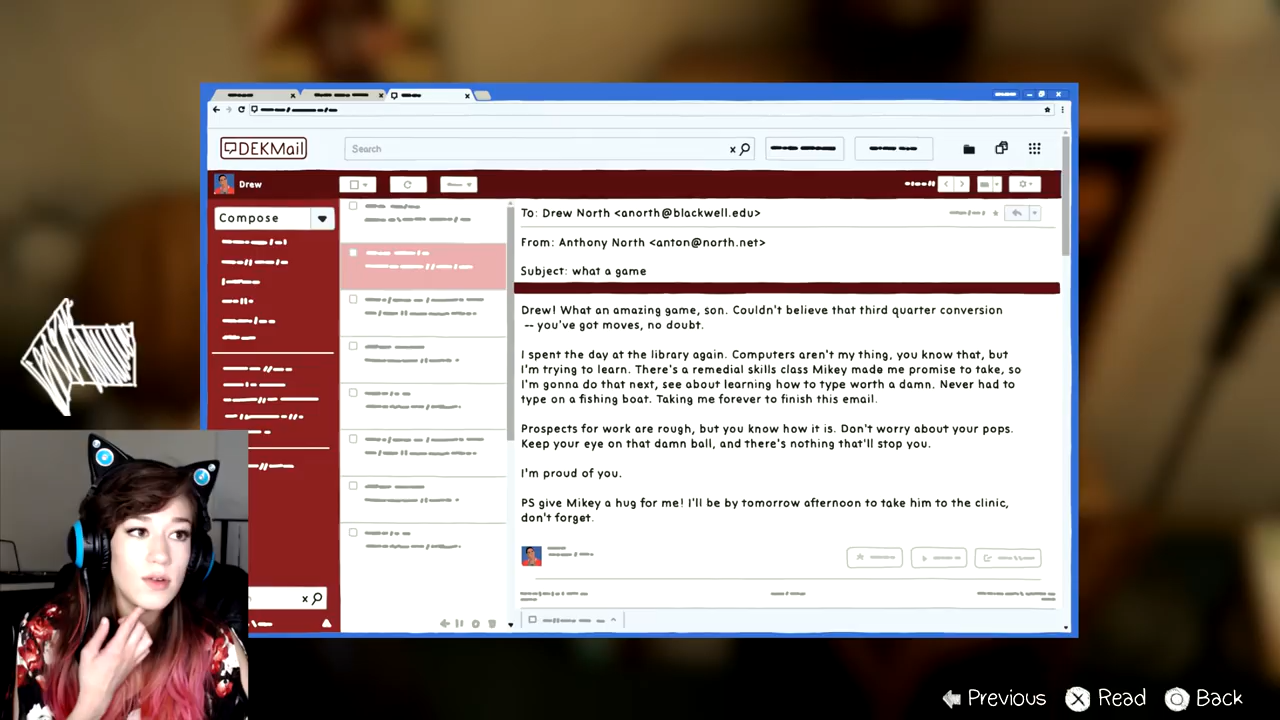 DEKMail
Search
x
Drew
Compose
To: Drew North <anorth@blackwell.edu>
From: Anthony North <anton@north.net>
Subject: what a game
Drew! What an amazing game, son. Couldn't believe that third quarter conversion
-- you've got moves, no doubt.
I spent the day at the library again. Computers aren't my thing, you know that, but
I'm trying to learn. There's a remedial skills class Mikey made me promise to take, so
I'm gonna do that next, see about learning how to type worth a damn. Never had to
type on a fishing boat. Taking me forever to finish this email.
Prospects for work are rough, but you know how it is. Don't worry about your pops.
Keep your eye on that damn ball, and there's nothing that'll stop you.
I'm proud of you.
PS give Mikey a hug for me! I'll be by tomorrow afternoon to take him to the clinic,
don't forget.
x
Previous Read Back